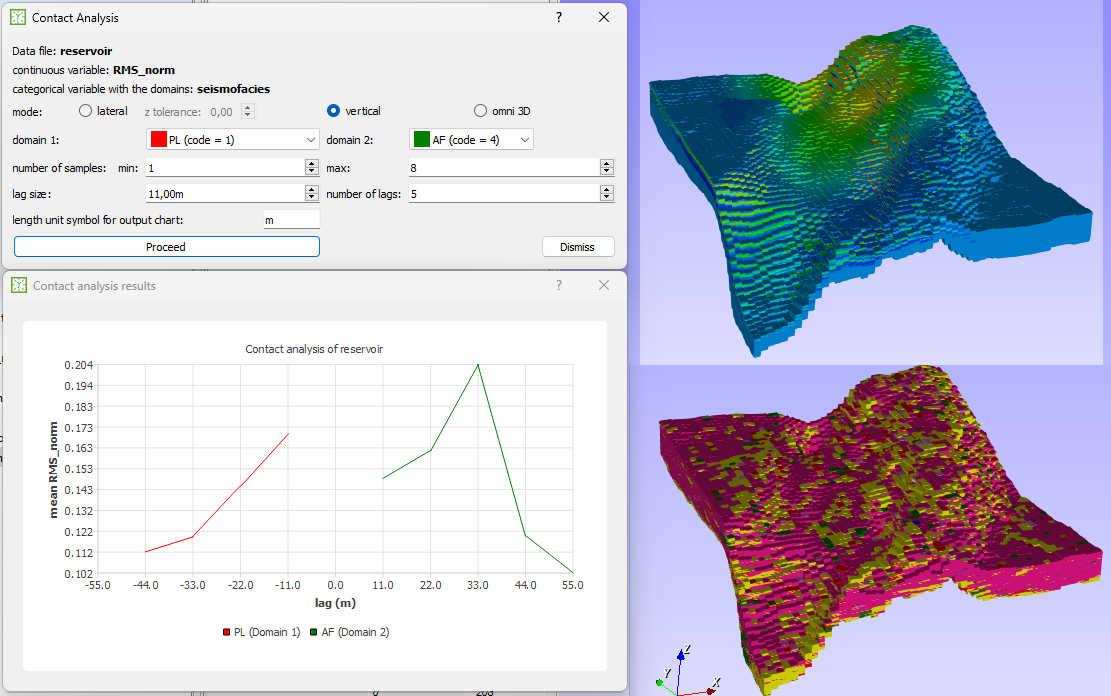 Contact Analysis ?
Data file: reservoir
continuous variable: RMS_norm
categorical variable with the domains: seismofacies
mode: lateral z tolerance: 0,00 vertical omni 3D
domain 1: PL (code = 1) domain 2: AF (code = 4)
number of samples: min: 1 max: 8
lag size: 11,00m number of lags: 5
length unit symbol for output chart: m
Proceed Dismiss
Contact analysis results ?
Contact analysis of reservoir
0.204
0.194
0.183
0.173
0.163
0.153
0.143
0.132
0.122
0.112
0.102
mean RMS_norm
-55.0 -44.0 -33.0 -22.0 -11.0 0.0 11.0 22.0 33.0 44.0 55.0
lag (m)
PL (Domain 1) AF (Domain 2)
Z
Y
X